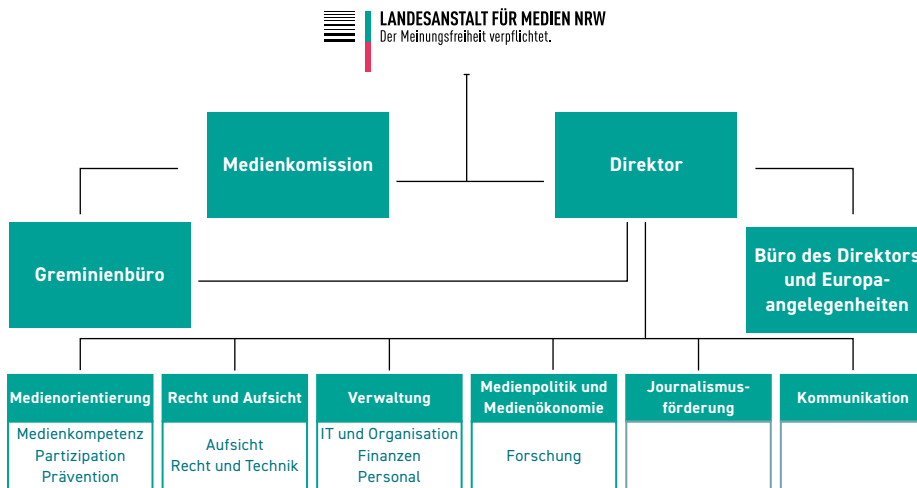 LANDESANSTALT FÜR MEDIEN NRW
Der Meinungsfreiheit verpflichtet.
Medienkomission
Direktor
Greminienbüro
Büro des Direktors
und Europa-
angelegenheiten
Medienorientierung
Medienkompetenz
Partizipation
Prävention
Recht und Aufsicht
Aufsicht
Recht und Technik
Verwaltung
IT und Organisation
Finanzen
Personal
Medienpolitik und
Medienökonomie
Forschung
Journalismus-
förderung
Kommunikation